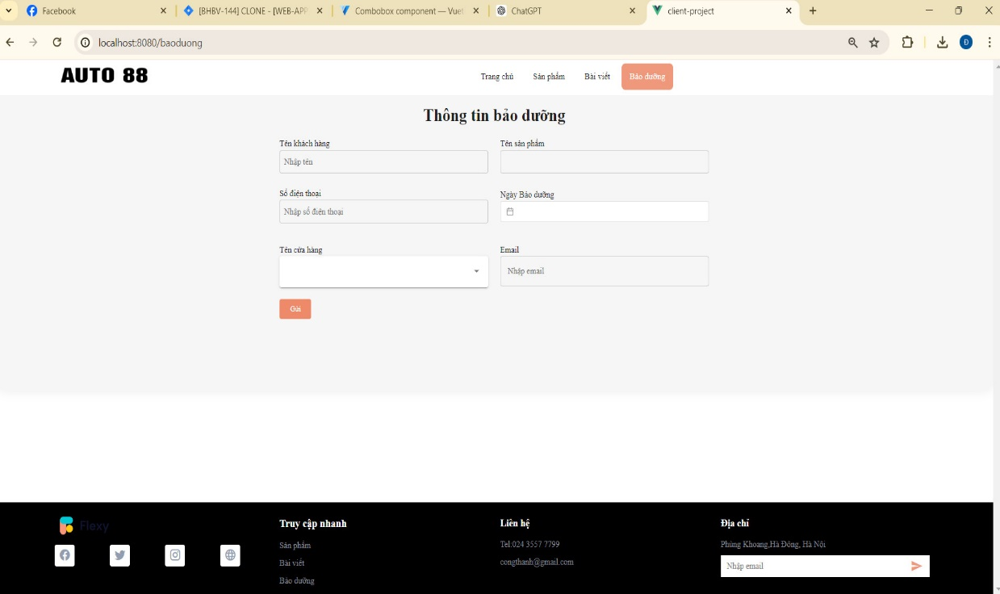 Facebook
[BHBV-144] CLONE - [WEB-APP
Combobox component — Vuet
ChatGPT
client-project
localhost:8080/baoduong
Đ
AUTO 88
Trang chủ
Sản phẩm
Bài viết
Bảo dưỡng
Thông tin bảo dưỡng
Tên khách hàng
Tên sản phẩm
Nhập tên
Số điện thoại
Ngày Bảo dưỡng
Nhập số điện thoại
Tên cửa hàng
Email
Nhập email
Gửi
Flexy
Truy cập nhanh
Sản phẩm
Bài viết
Bảo dưỡng
Liên hệ
Tel:024 3557 7799
congthanh@gmail.com
Địa chỉ
Phùng Khoang,Hà Đông, Hà Nội
Nhập email